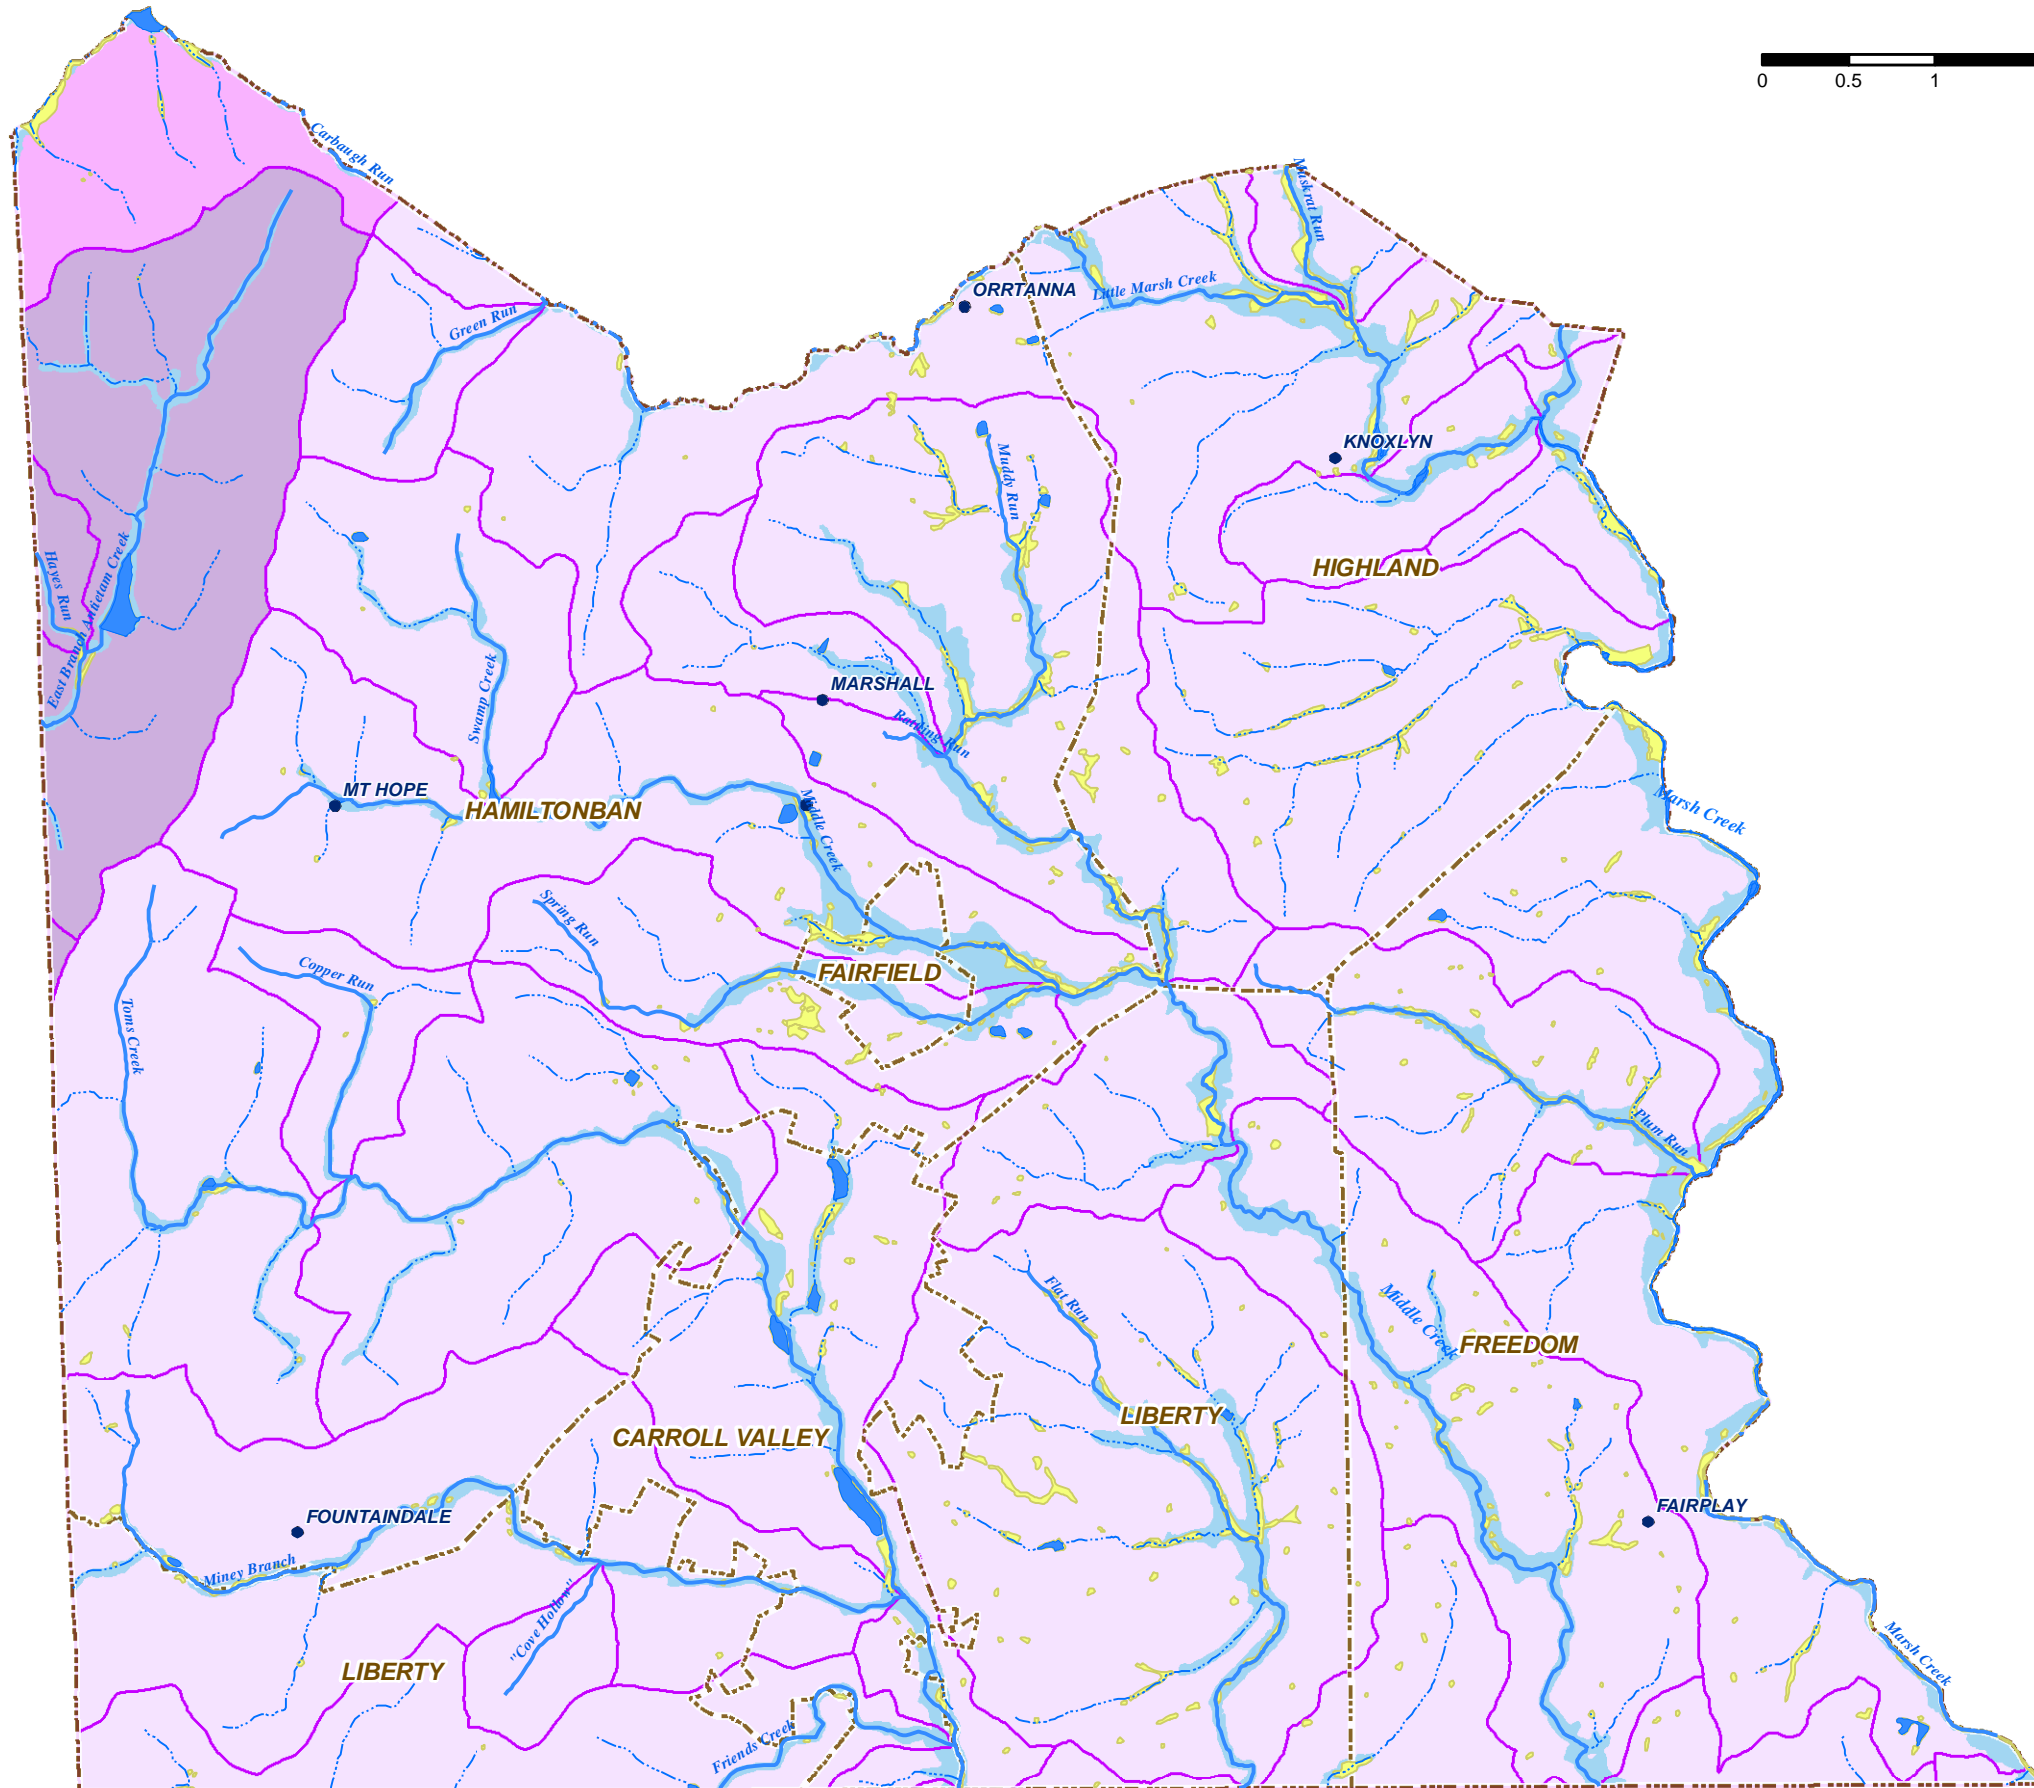 0 0.5 1
Carbaugh Run
Muskrat Run
ORRTANNA
Little Marsh Creek
Green Run
KNOXLYN
Muddy Run
Hayes Run
East Branch Antietam Creek
HIGHLAND
Swamp Creek
MARSHALL
Rattling Run
MT HOPE
HAMILTONBAN
Middle Creek
Marsh Creek
Spring Run
Copper Run
FAIRFIELD
Toms Creek
Plum Run
Flat Run
Middle Creek
FREEDOM
LIBERTY
CARROLL VALLEY
FOUNTAINDALE
FAIRPLAY
Miney Branch
"Cove Hollow"
LIBERTY
Marsh Creek
Friends Creek